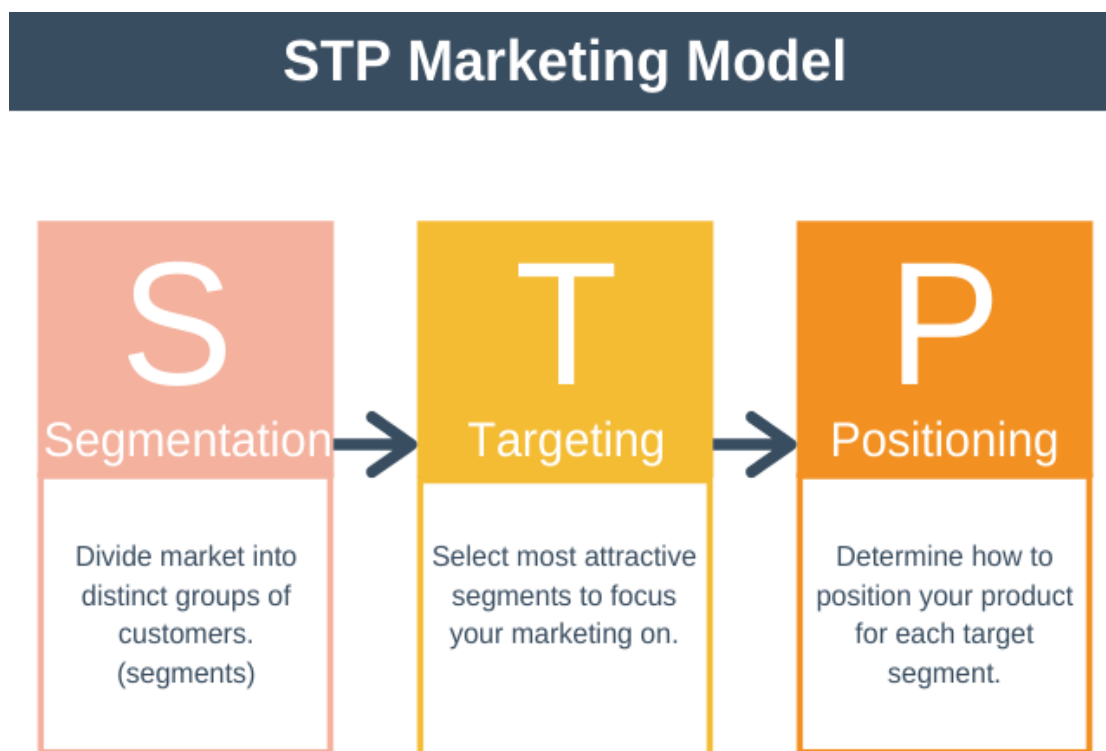 STP Marketing Model
S
Segmentation
Divide market into
distinct groups of
customers.
(segments)
T
Targeting
Select most attractive
segments to focus
your marketing on.
P
Positioning
Determine how to
position your product
for each target
segment.